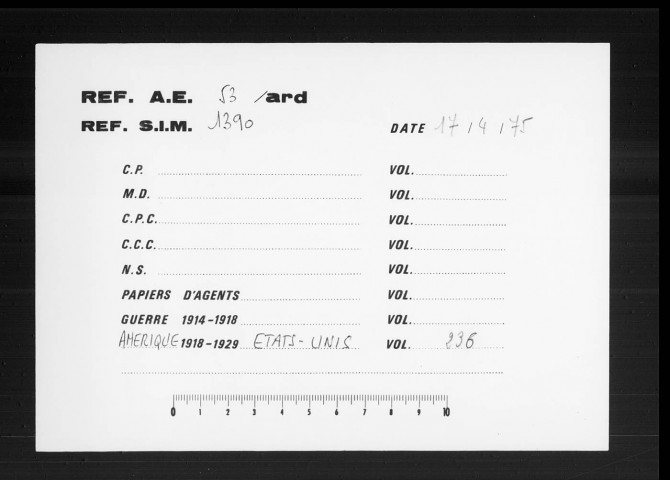 REF. A.E. 53 /ard
REF. S.I.M. 1390 DATE 17 / 4 / 75
C.P. VOL.
M.D. VOL.
C.P.C. VOL.
C.C.C. VOL.
N.S. VOL.
PAPIERS D'AGENTS VOL.
GUERRE 1914-1918 VOL.
AMERIQUE 1918-1929 ETATS-UNIS VOL. 236
0 1 2 3 4 5 6 7 8 9 10